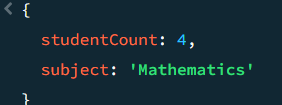 {
studentCount: 4,
subject: 'Mathematics'
}